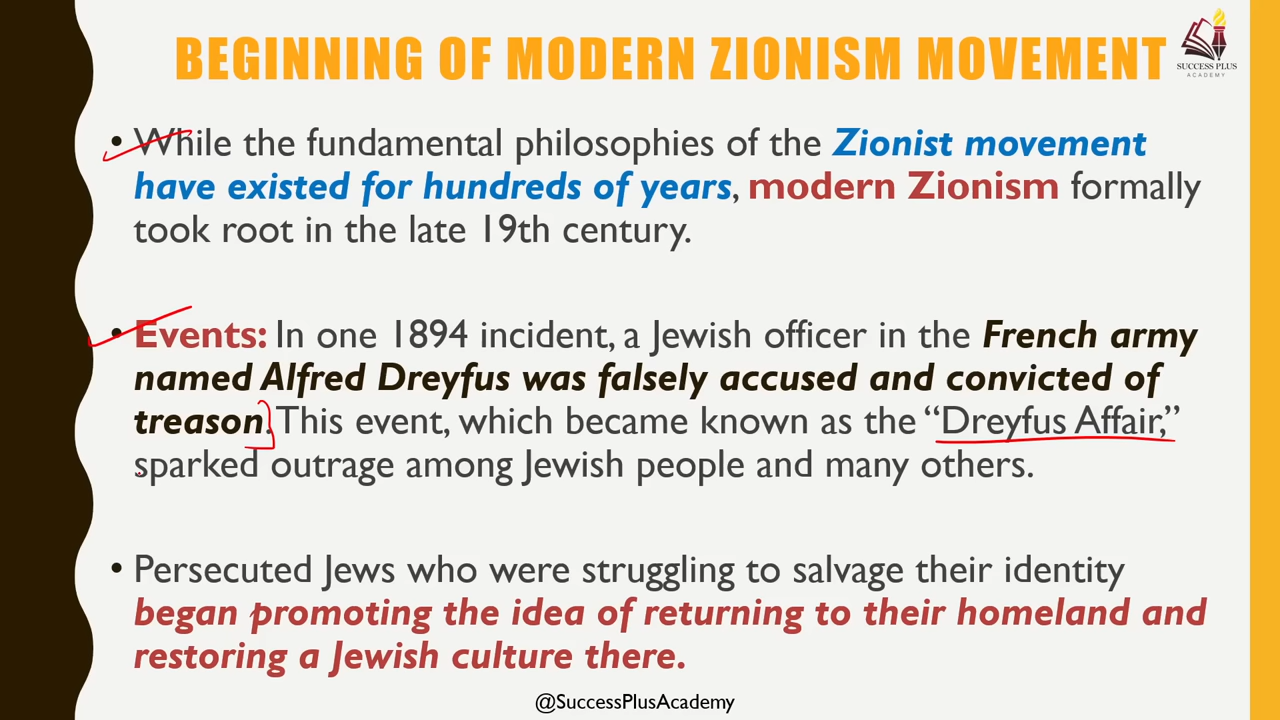 BEGINNING OF MODERN ZIONISM MOVEMENT
SUCCESS PLUS
ACADEMY
• While the fundamental philosophies of the Zionist movement
have existed for hundreds of years, modern Zionism formally
took root in the late 19th century.
• Events: In one 1894 incident, a Jewish officer in the French army
named Alfred Dreyfus was falsely accused and convicted of
treason. This event, which became known as the “Dreyfus Affair,”
sparked outrage among Jewish people and many others.
• Persecuted Jews who were struggling to salvage their identity
began promoting the idea of returning to their homeland and
restoring a Jewish culture there.
@SuccessPlusAcademy